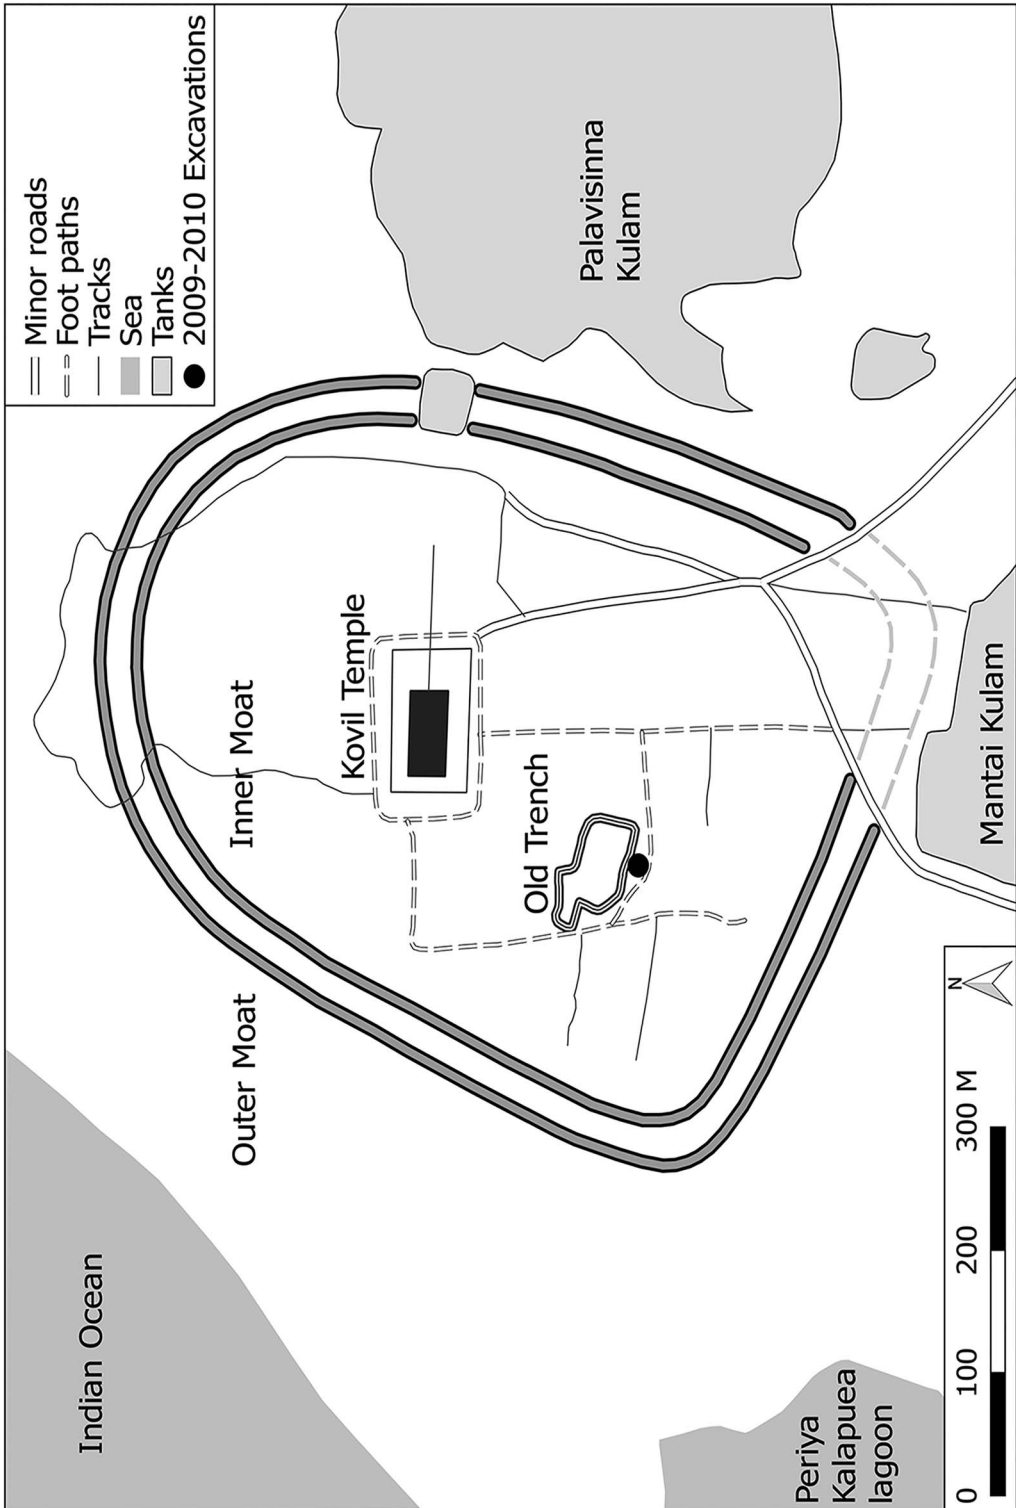 Minor roads
Foot paths
Tracks
Sea
Tanks
2009-2010 Excavations
Indian Ocean
Outer Moat
Inner Moat
Kovil Temple
Old Trench
Palavisinna
Kulam
Mantai Kulam
Periya
Kalapuea
lagoon
N
0 100 200 300 M